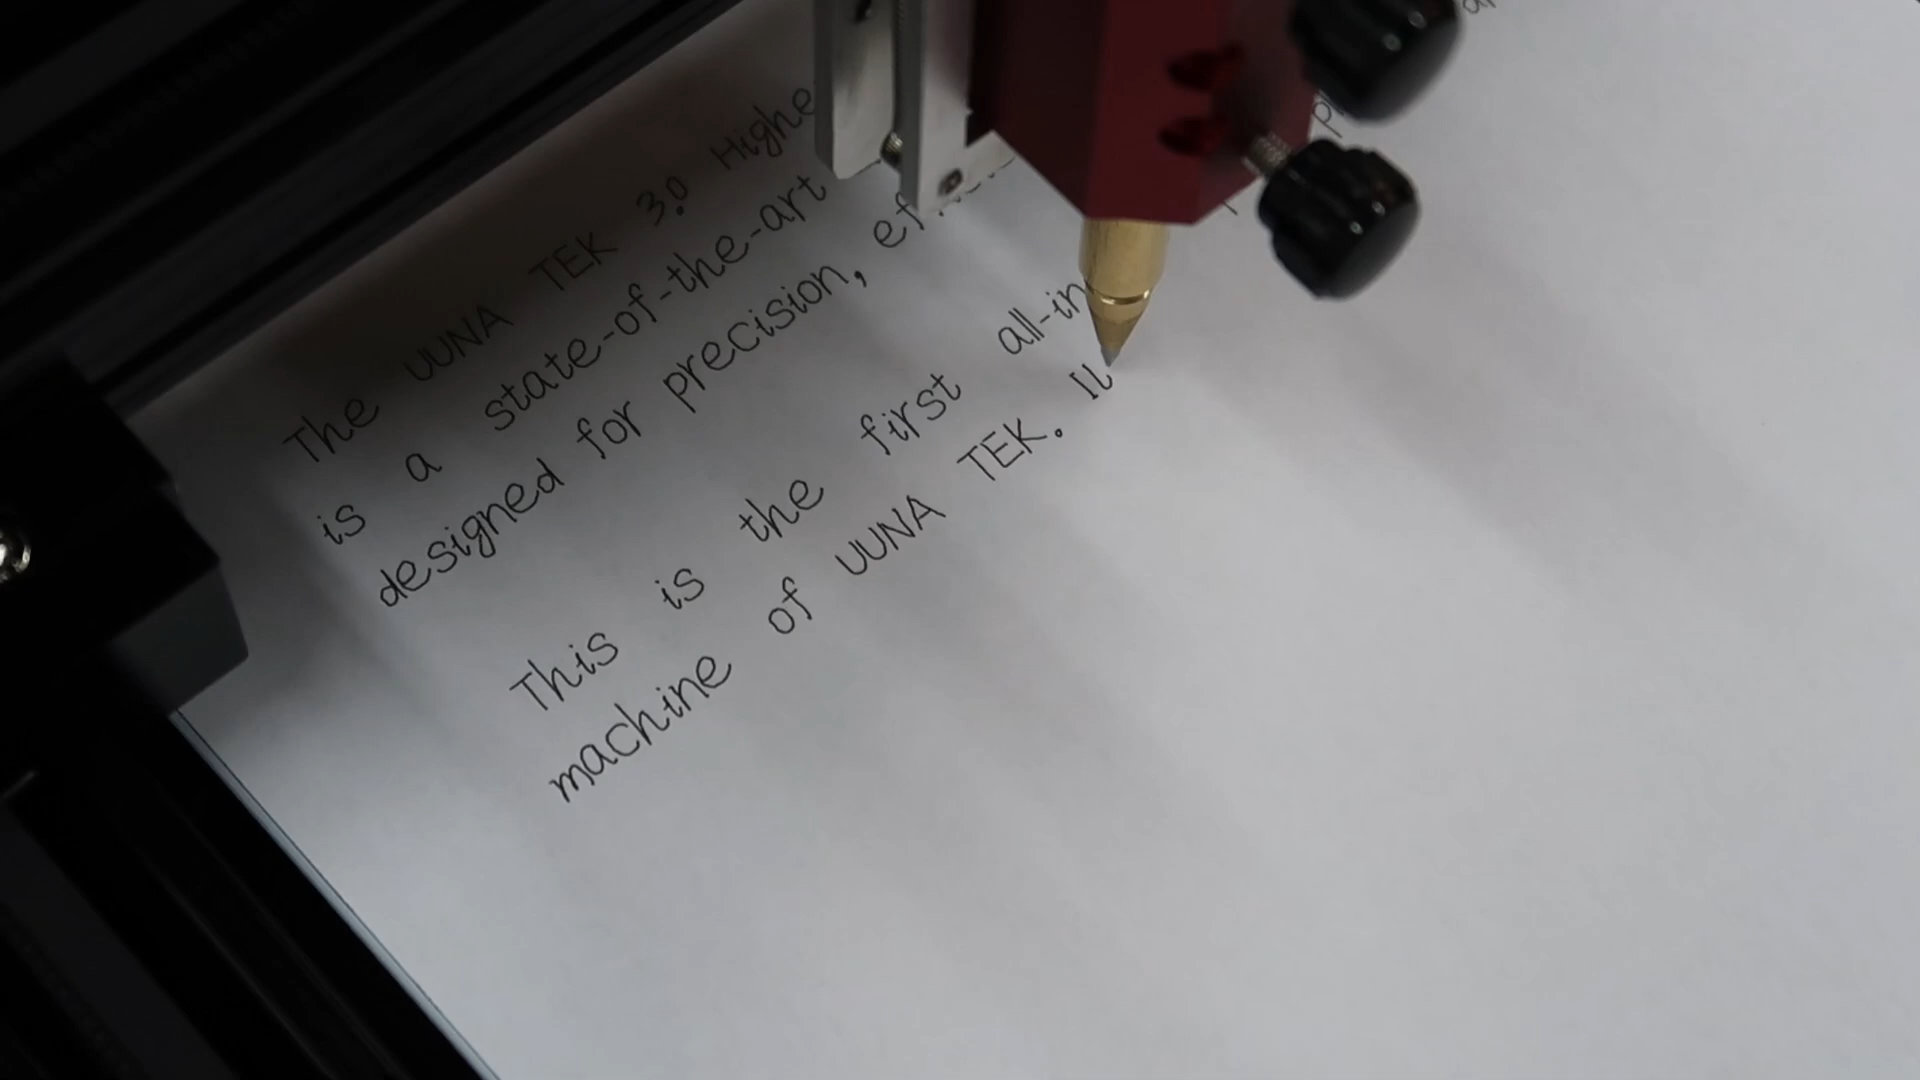 The UUNA TEK 3.0 Highe
is a state-of-the-art
designed for precision, ef
This is the first all-in
machine of UUNA TEK.